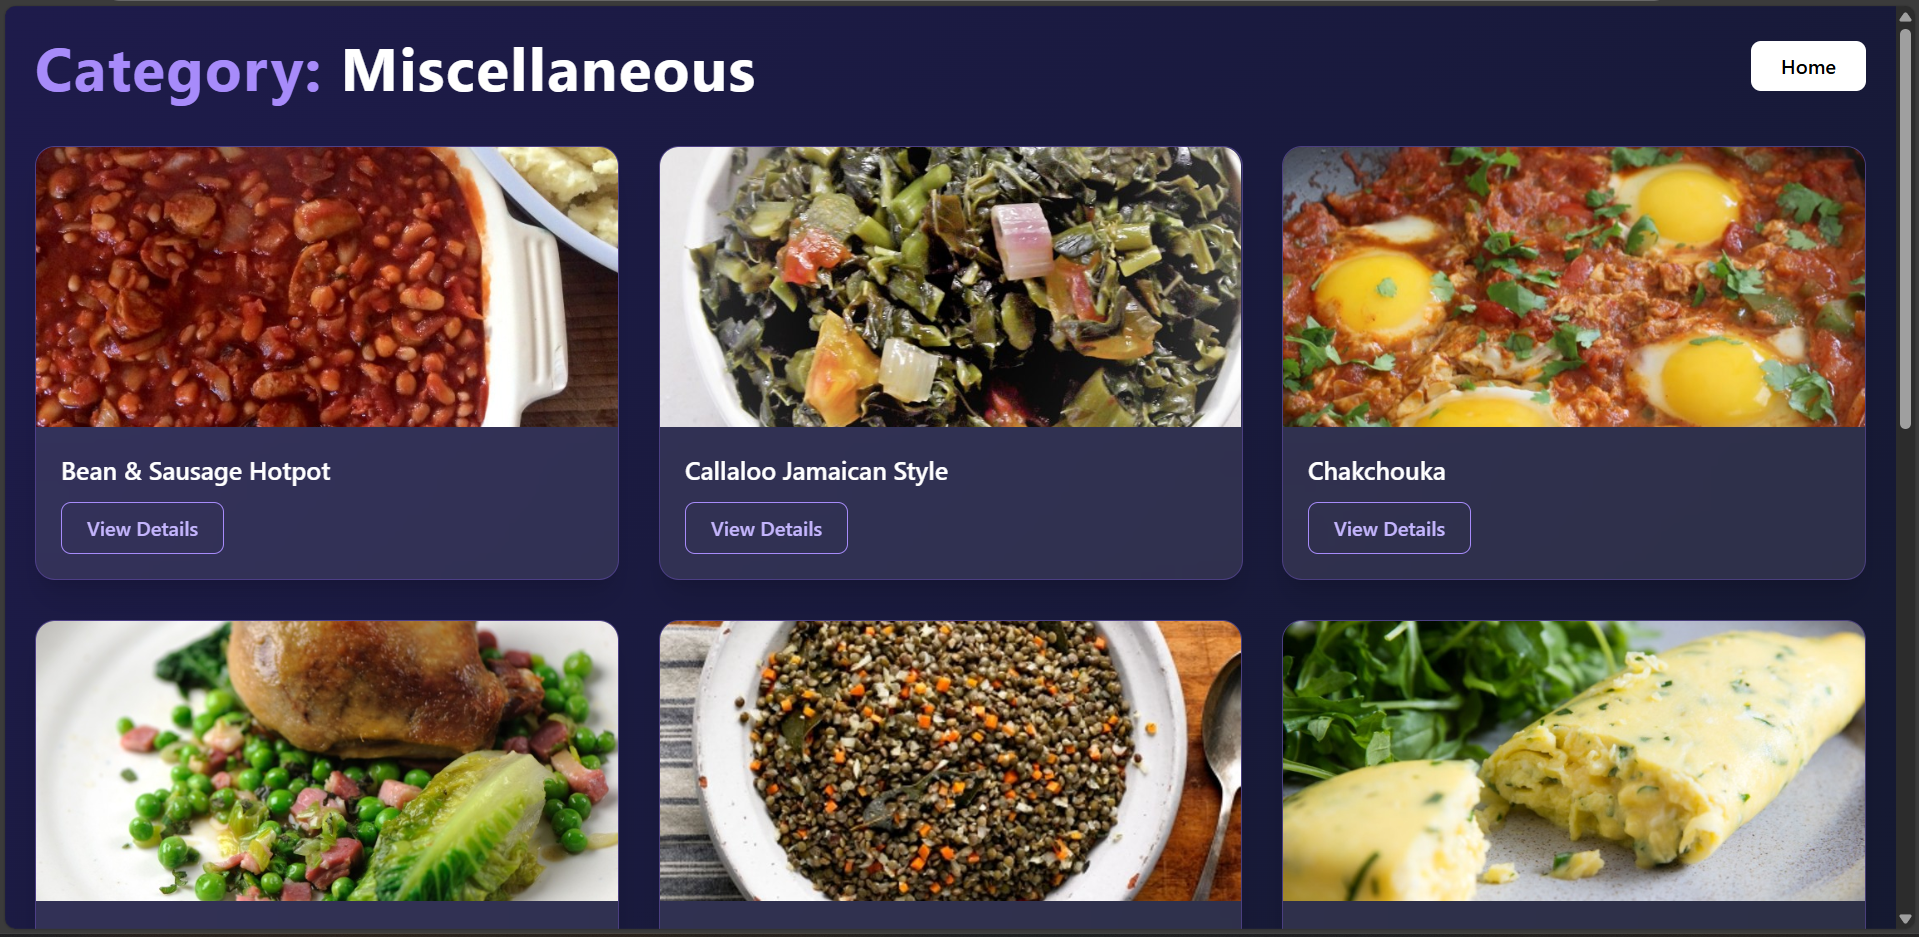 Category: Miscellaneous
Home
Bean & Sausage Hotpot
Callaloo Jamaican Style
Chakchouka
View Details
View Details
View Details